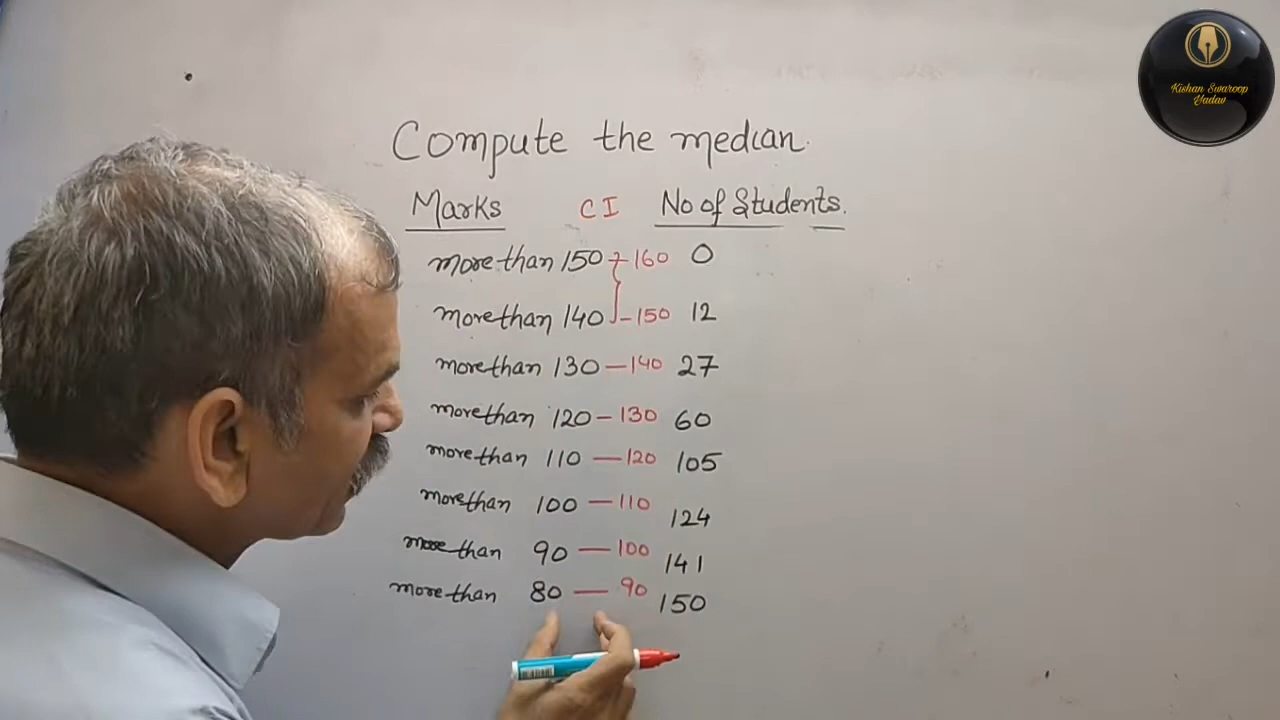 Kishan Swaroop
Yadav
Compute the median.
Marks CI No of Students.
more than 150 - 160 0
more than 140 - 150 12
more than 130 - 140 27
more than 120 - 130 60
more than 110 - 120 105
more than 100 - 110 124
more than 90 - 100 141
more than 80 - 90 150